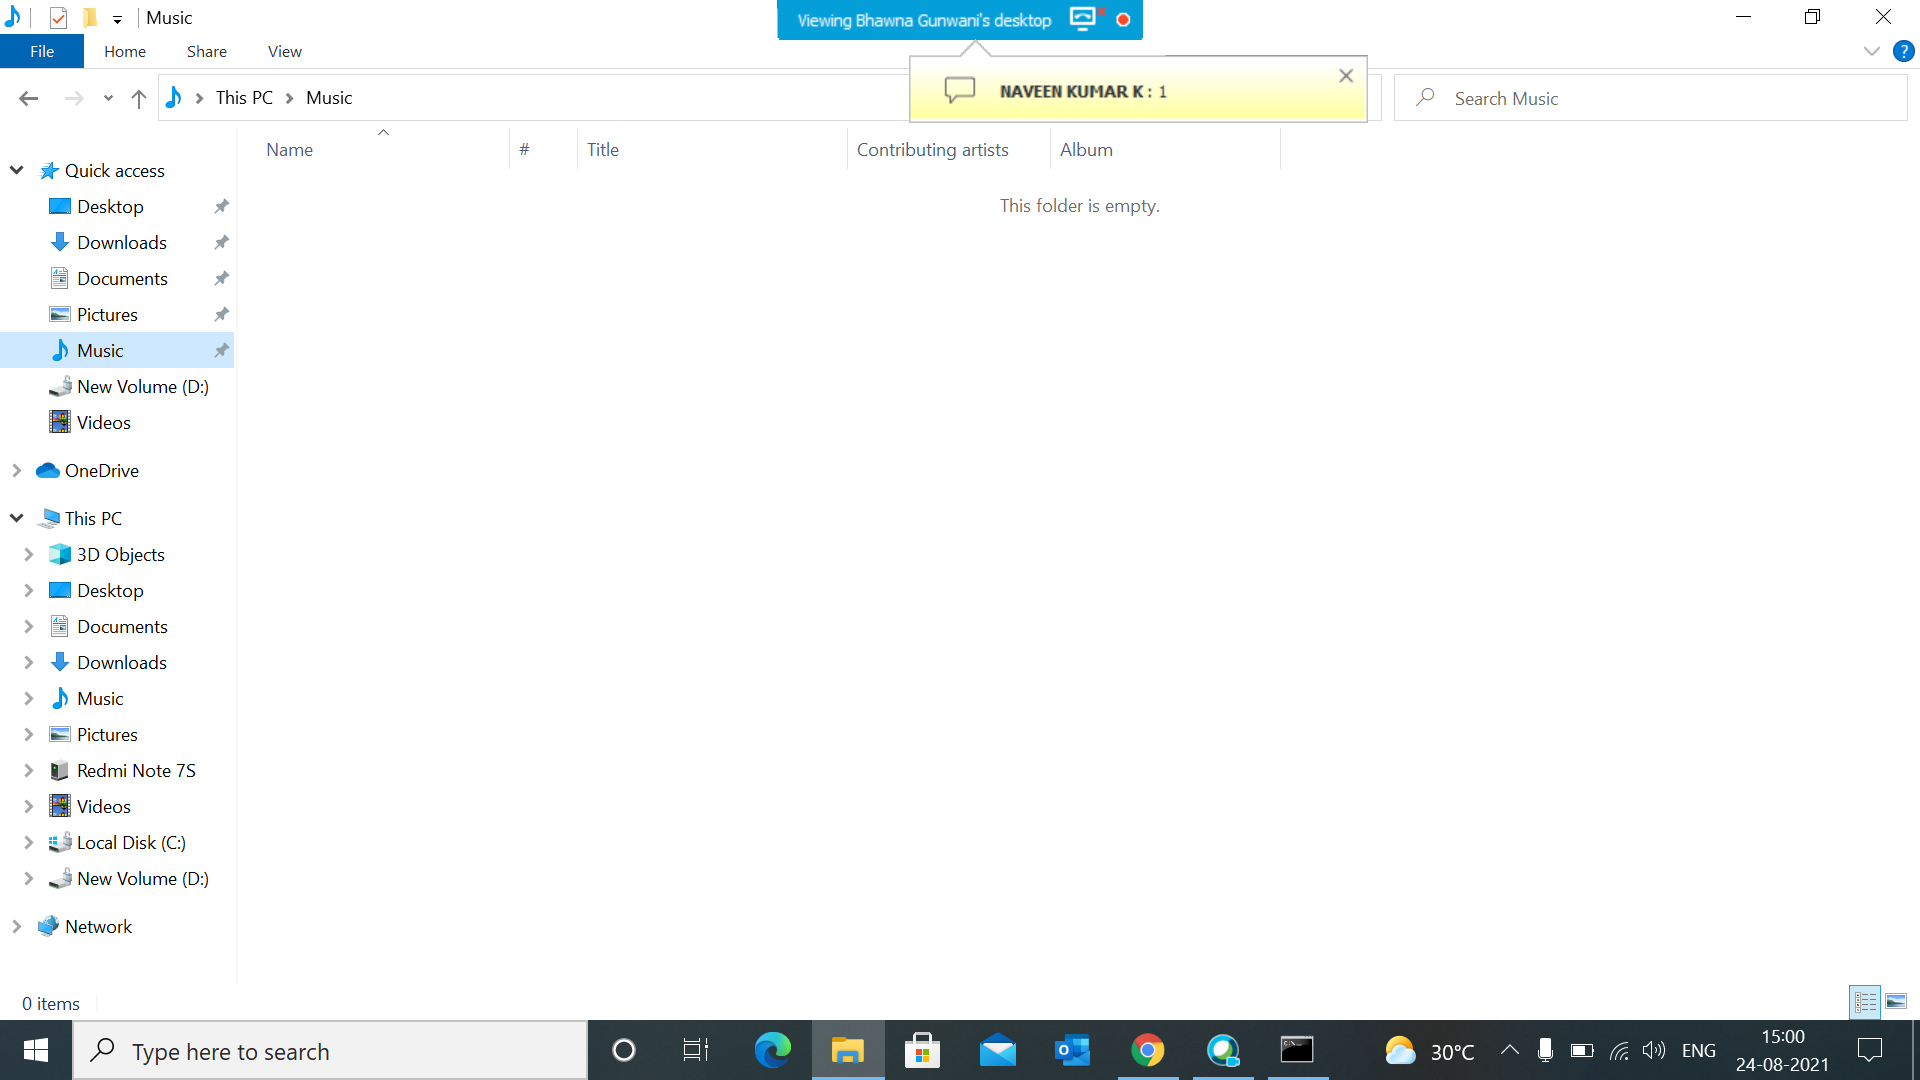 Music
Viewing Bhawna Gunwani's desktop
File Home Share View
This PC Music
NAVEEN KUMAR K : 1
Search Music
Name # Title Contributing artists Album
This folder is empty.
Quick access
Desktop
Downloads
Documents
Pictures
Music
New Volume (D:)
Videos
OneDrive
This PC
3D Objects
Desktop
Documents
Downloads
Music
Pictures
Redmi Note 7S
Videos
Local Disk (C:)
New Volume (D:)
Network
0 items
Type here to search
30°C
ENG
15:00
24-08-2021